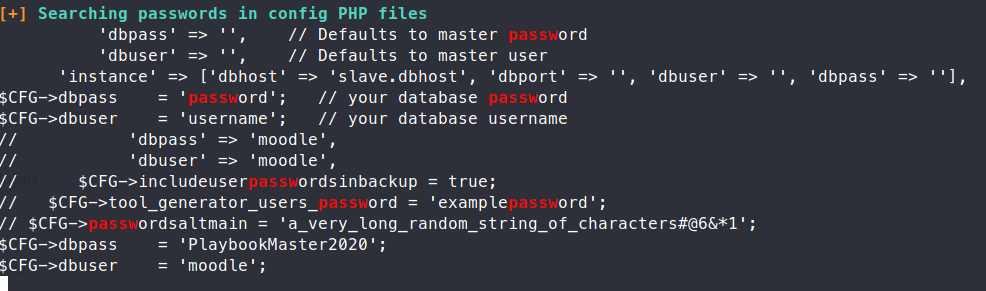 [+] Searching passwords in config PHP files
'dbpass' => '',    // Defaults to master password
'dbuser' => '',    // Defaults to master user
'instance' => ['dbhost' => 'slave.dbhost', 'dbport' => '', 'dbuser' => '', 'dbpass' => ''],
$CFG->dbpass    = 'password';   // your database password
$CFG->dbuser    = 'username';   // your database username
//           'dbpass' => 'moodle',
//           'dbuser' => 'moodle',
//      $CFG->includeuserpasswordsinbackup = true;
//   $CFG->tool_generator_users_password = 'examplepassword';
// $CFG->passwordsaltmain = 'a_very_long_random_string_of_characters#@6&*1';
$CFG->dbpass    = 'PlaybookMaster2020';
$CFG->dbuser    = 'moodle';